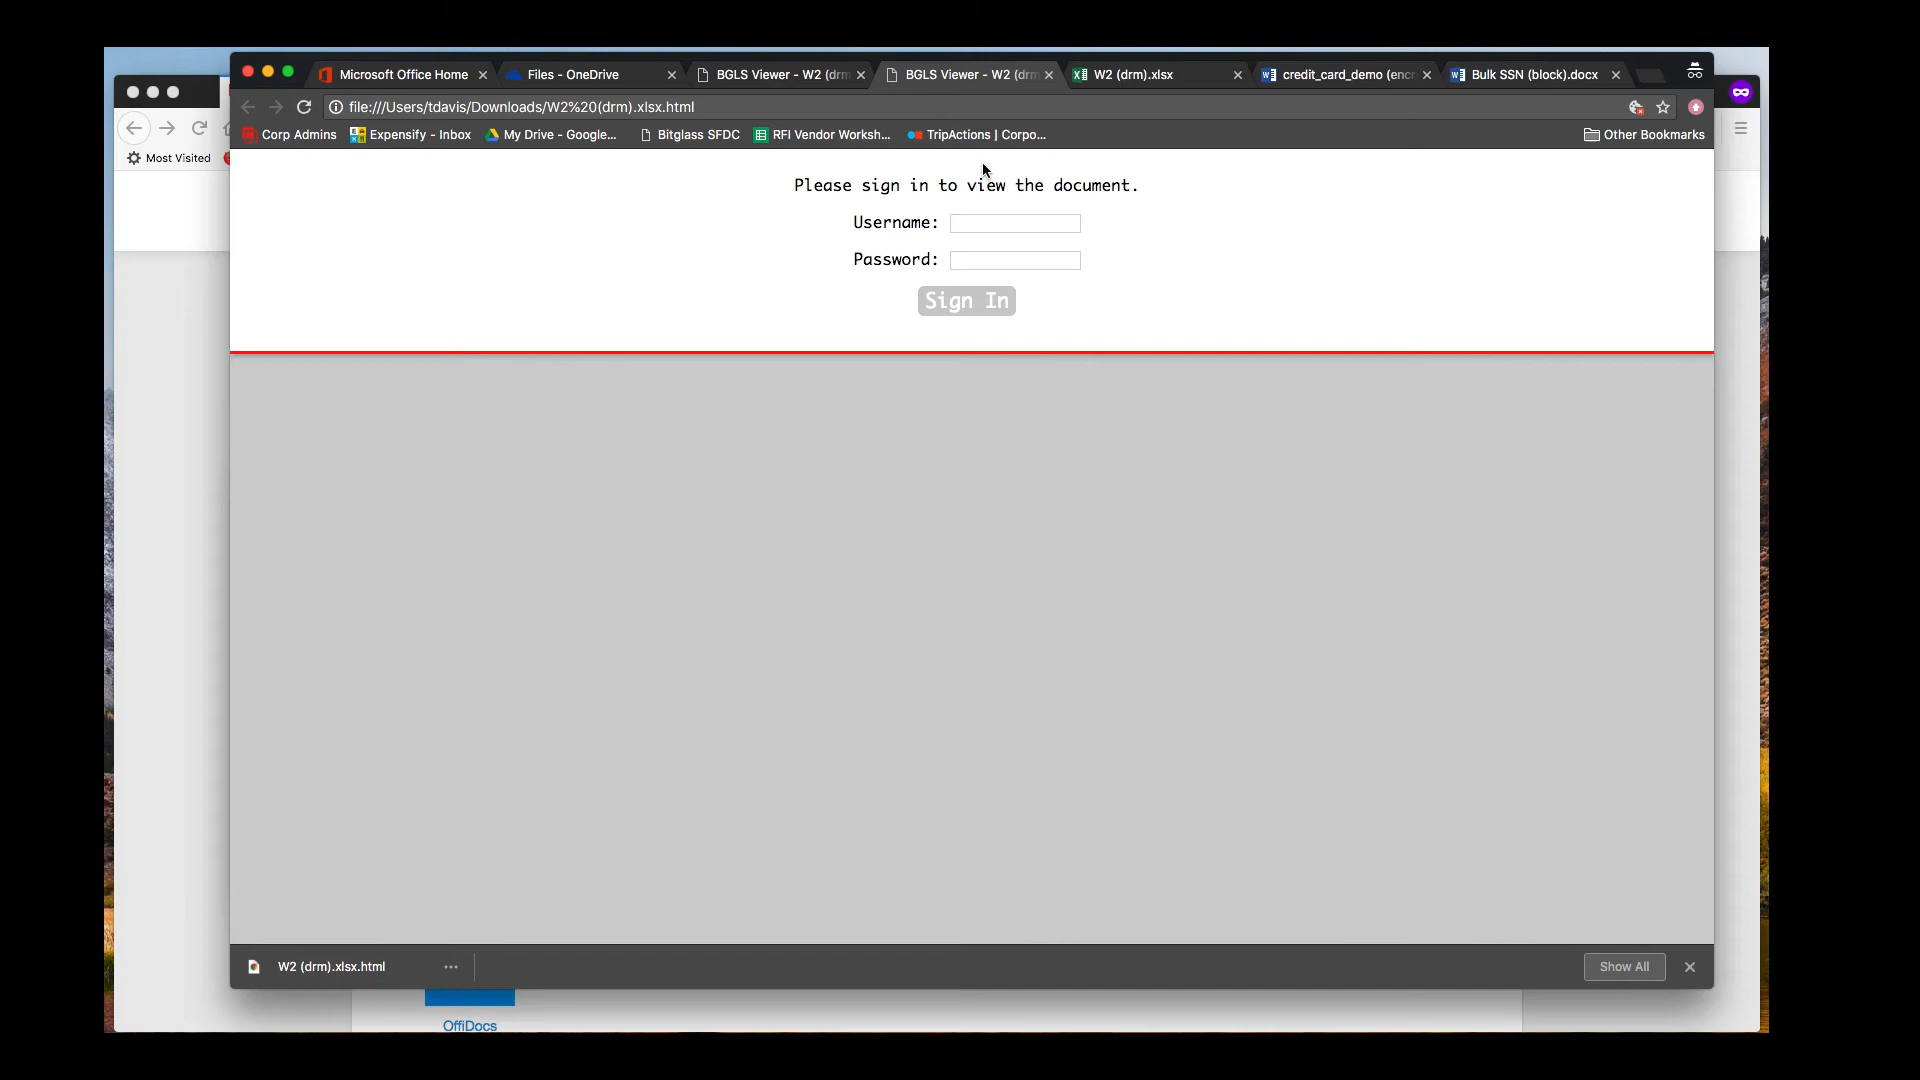 Microsoft Office Home
Files - OneDrive
BGLS Viewer - W2 (drm
BGLS Viewer - W2 (drm
W2 (drm).xlsx
credit_card_demo (encr
Bulk SSN (block).docx
file:///Users/tdavis/Downloads/W2%20(drm).xlsx.html
Corp Admins
Expensify - Inbox
My Drive - Google...
Bitglass SFDC
RFI Vendor Worksh...
TripActions | Corpo...
Other Bookmarks
Most Visited
Please sign in to view the document.
Username:
Password:
Sign In
W2 (drm).xlsx.html
Show All
OffiDocs